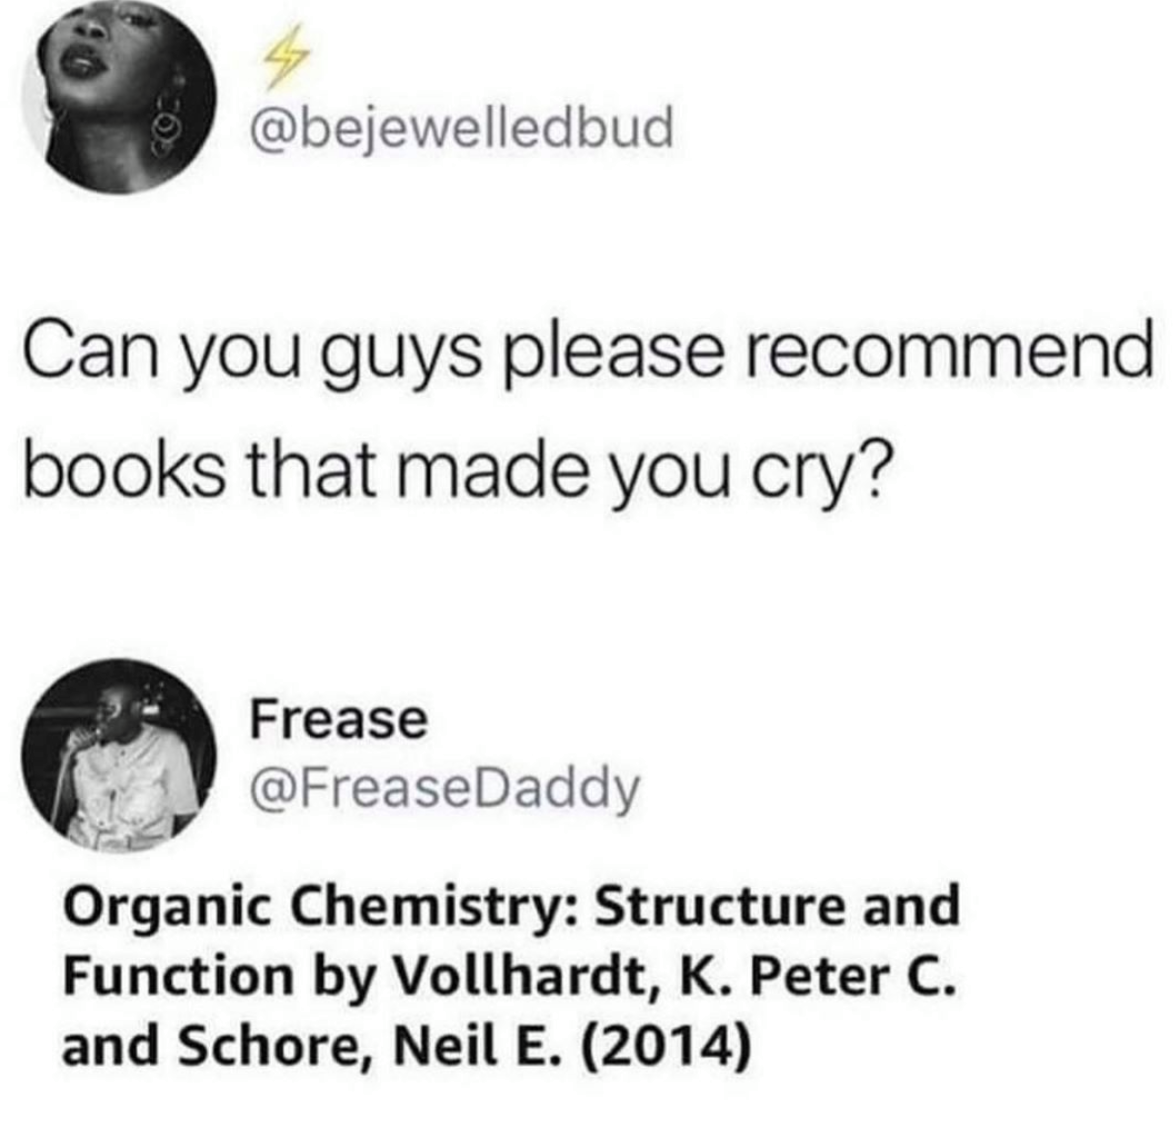 ⚡
@bejewelledbud
Can you guys please recommend
books that made you cry?
Frease
@FreaseDaddy
Organic Chemistry: Structure and
Function by Vollhardt, K. Peter C.
and Schore, Neil E. (2014)